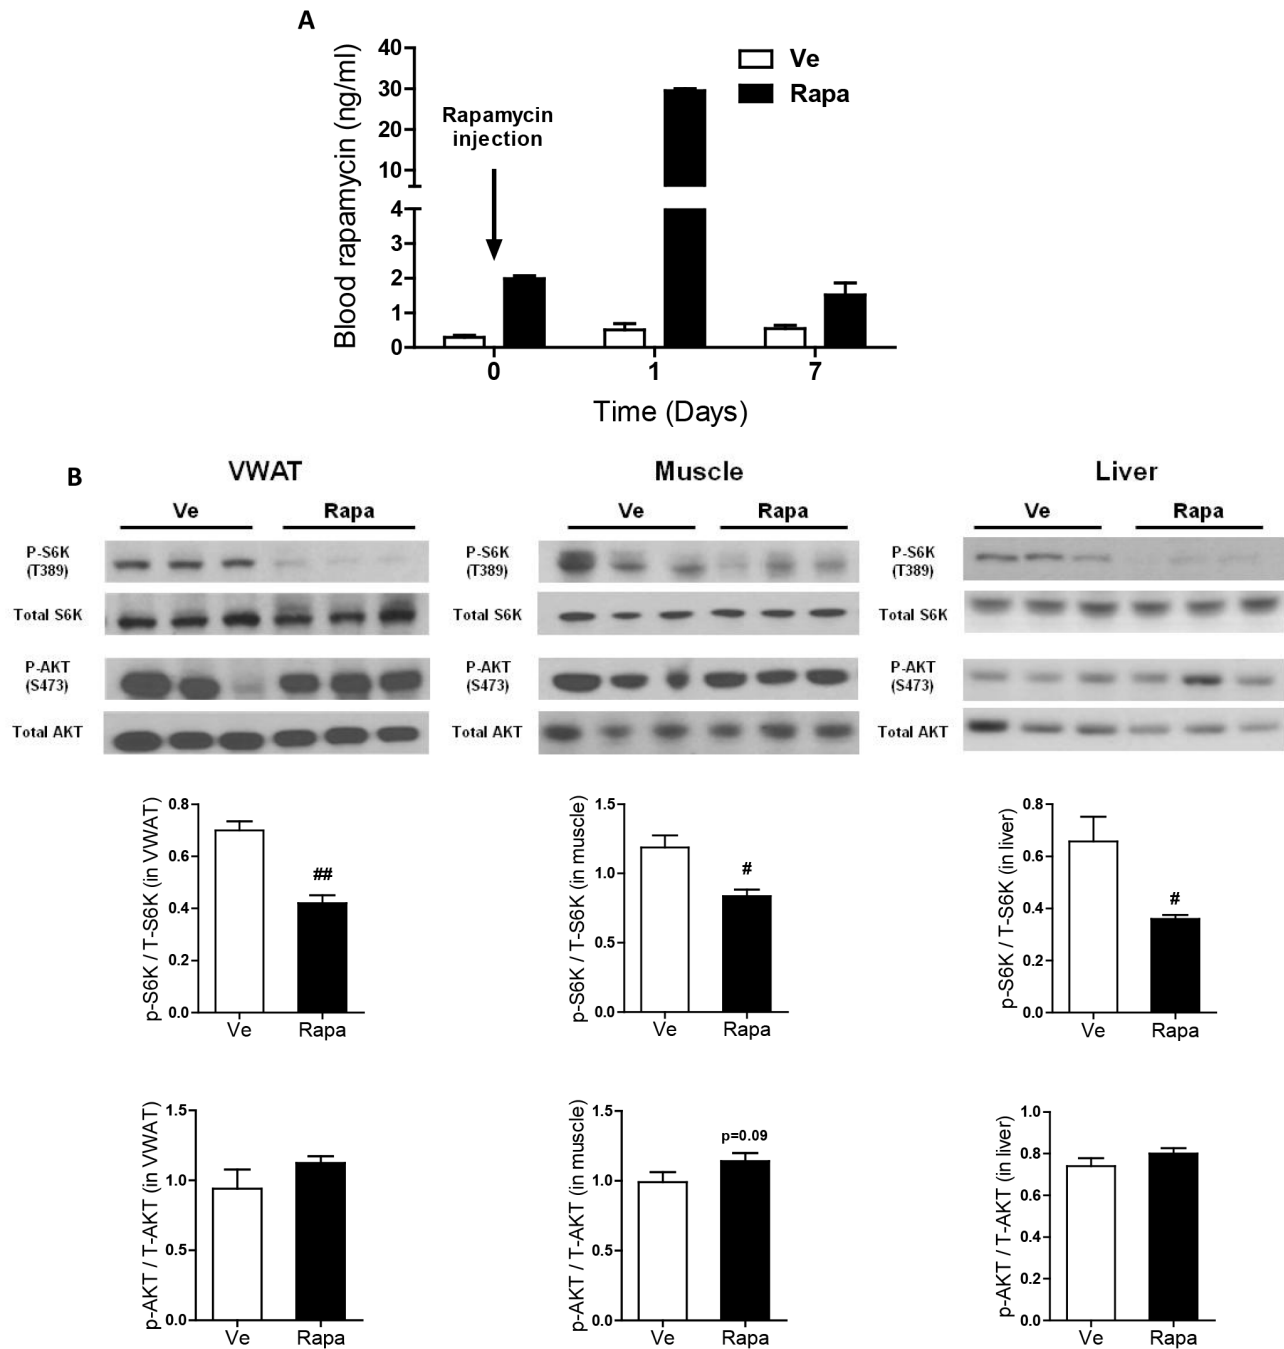 A
Blood rapamycin (ng/ml)
40
30
20
10
4
3
2
1
0
Rapamycin
injection
Ve
Rapa
0 1 7
Time (Days)
B
VWAT Muscle Liver
Ve Rapa Ve Rapa Ve Rapa
P-S6K
(T389)
P-S6K
(T389)
P-S6K
(T389)
Total S6K Total S6K Total S6K
P-AKT
(S473)
P-AKT
(S473)
P-AKT
(S473)
Total AKT Total AKT Total AKT
p-S6K / T-S6K (in VWAT)
0.8
0.6
0.4
0.2
0.0
##
Ve Rapa
p-S6K / T-S6K (in muscle)
1.5
1.0
0.5
0.0
#
Ve Rapa
p-S6K / T-S6K (in liver)
0.8
0.6
0.4
0.2
0.0
#
Ve Rapa
p-AKT / T-AKT (in VWAT)
1.5
1.0
0.5
0.0
Ve Rapa
p-AKT / T-AKT (in muscle)
1.5
1.0
0.5
0.0
p=0.09
Ve Rapa
p-AKT / T-AKT (in liver)
1.0
0.8
0.6
0.4
0.2
0.0
Ve Rapa